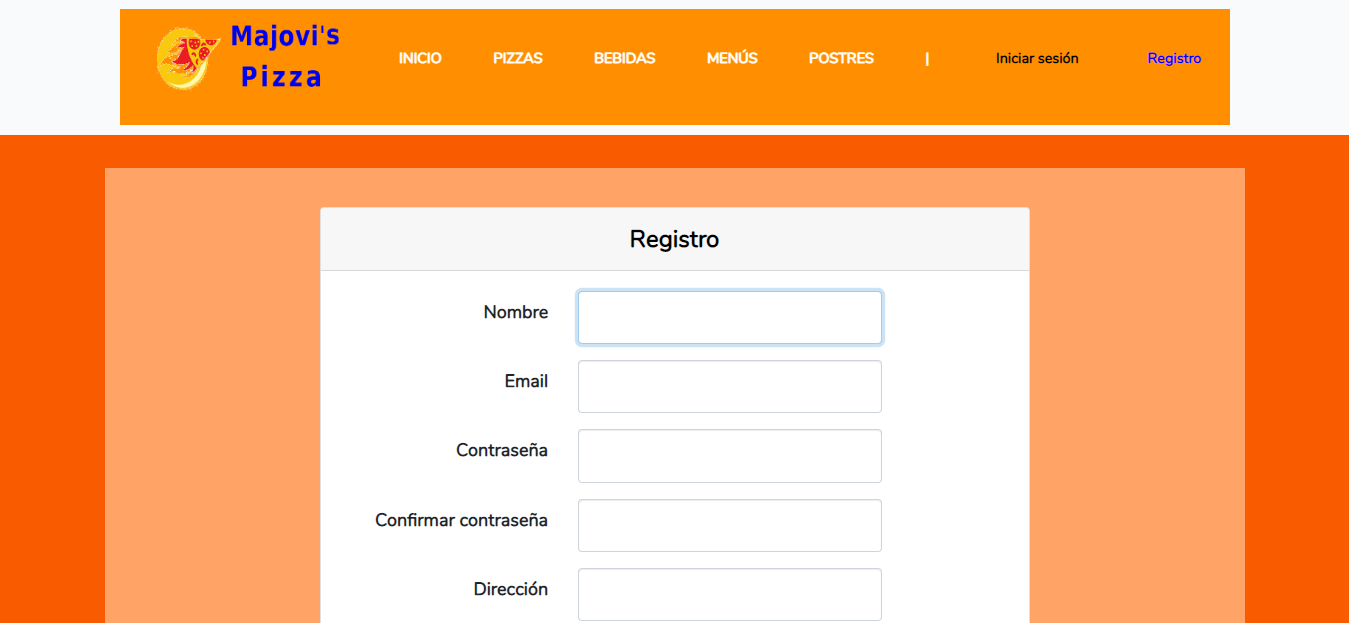 Majovi's
Pizza
INICIO PIZZAS BEBIDAS MENÚS POSTRES | Iniciar sesión Registro
Registro
Nombre
Email
Contraseña
Confirmar contraseña
Dirección